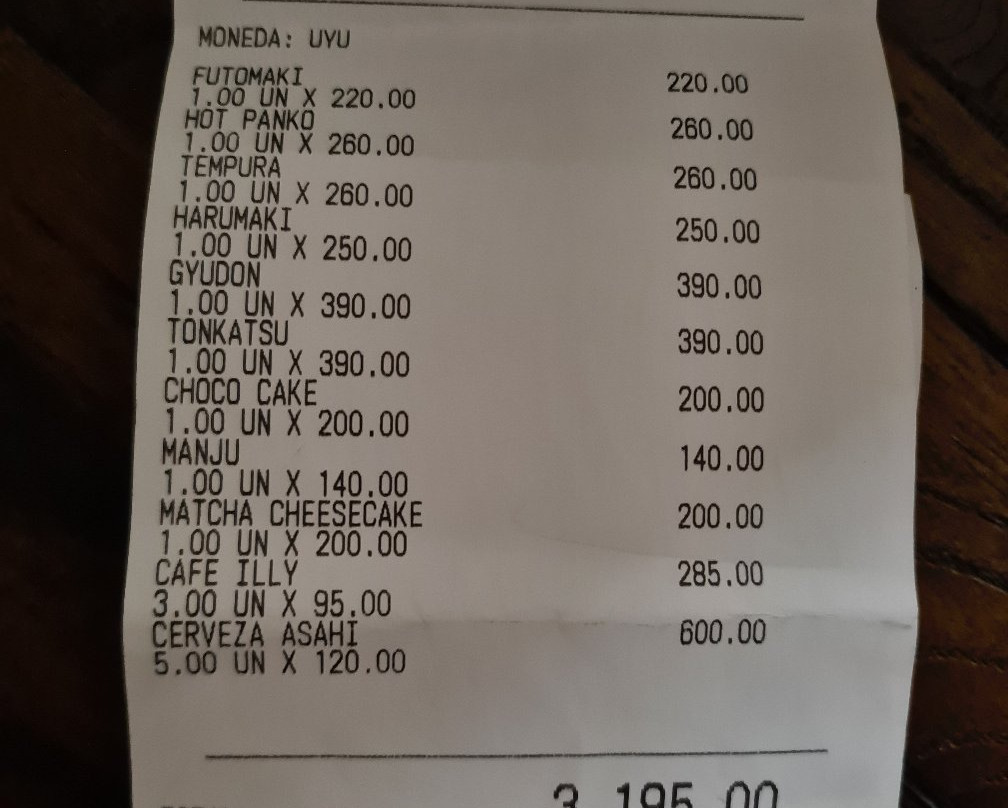 MONEDA: UYU
FUTOMAKI 220.00
1.00 UN X 220.00
HOT PANKO 260.00
1.00 UN X 260.00
TEMPURA 260.00
1.00 UN X 260.00
HARUMAKI 250.00
1.00 UN X 250.00
GYUDON 390.00
1.00 UN X 390.00
TONKATSU 390.00
1.00 UN X 390.00
CHOCO CAKE 200.00
1.00 UN X 200.00
MANJU 140.00
1.00 UN X 140.00
MATCHA CHEESECAKE 200.00
1.00 UN X 200.00
CAFE ILLY 285.00
3.00 UN X 95.00
CERVEZA ASAHI 600.00
5.00 UN X 120.00
3,195.00